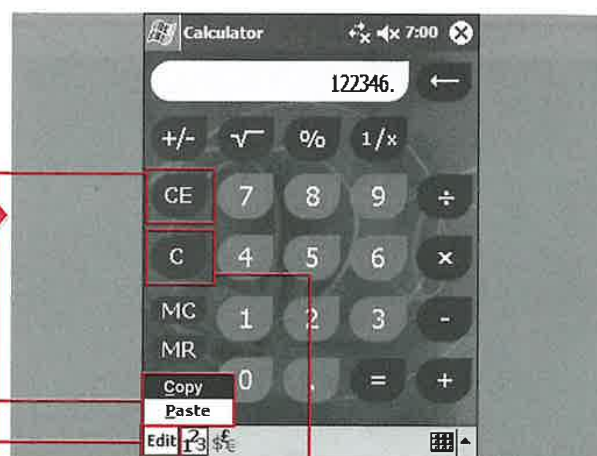 Calculator 7:00
122346.
+/- √ % 1/x
CE 7 8 9 ÷
C 4 5 6 ×
MC 1 2 3 -
MR
0 . = +
Copy
Paste
Edit 123 $£€